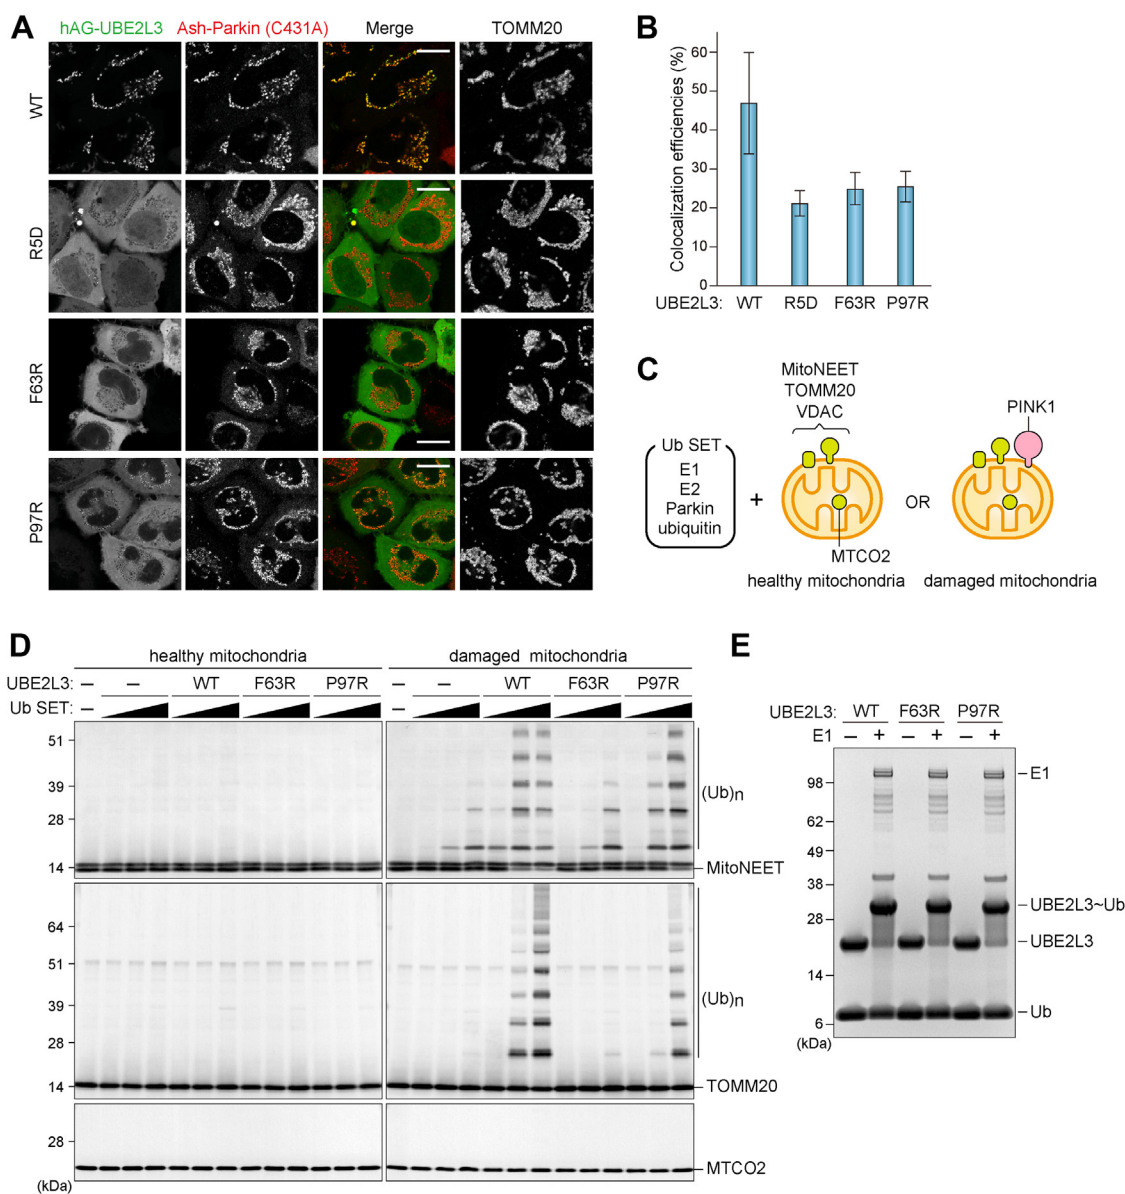 A
hAG-UBE2L3 Ash-Parkin (C431A) Merge TOMM20
WT
R5D
F63R
P97R
B
Colocalization efficiencies (%)
60
50
40
30
20
10
0
UBE2L3: WT R5D F63R P97R
C
MitoNEET
TOMM20
VDAC
PINK1
Ub SET
E1
E2
Parkin
ubiquitin
+
OR
MTCO2
healthy mitochondria damaged mitochondria
D
healthy mitochondria damaged mitochondria
UBE2L3: – – WT F63R P97R – – WT F63R P97R
Ub SET: – –
51
39
28
14
(Ub)n
MitoNEET
64
51
39
28
14
(Ub)n
TOMM20
28
MTCO2
(kDa)
E
UBE2L3: WT F63R P97R
E1 – + – + – +
98
62
49
38
28
14
6
(kDa)
E1
UBE2L3~Ub
UBE2L3
Ub